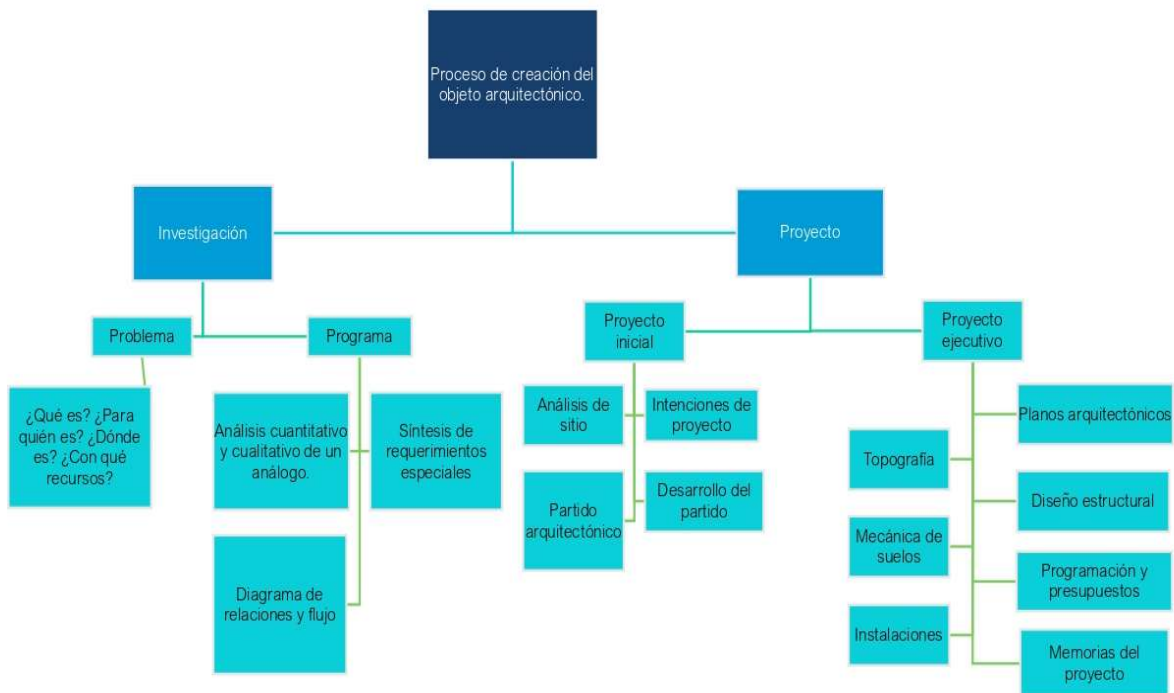 Proceso de creación del
objeto arquitectónico.
Investigación
Proyecto
Problema
Programa
Proyecto
inicial
Proyecto
ejecutivo
¿Qué es? ¿Para
quién es? ¿Dónde
es? ¿Con qué
recursos?
Análisis cuantitativo
y cualitativo de un
análogo.
Síntesis de
requerimientos
especiales
Diagrama de
relaciones y flujo
Análisis de
sitio
Intenciones de
proyecto
Partido
arquitectónico
Desarrollo del
partido
Planos arquitectónicos
Topografía
Diseño estructural
Mecánica de
suelos
Programación y
presupuestos
Instalaciones
Memorias del
proyecto